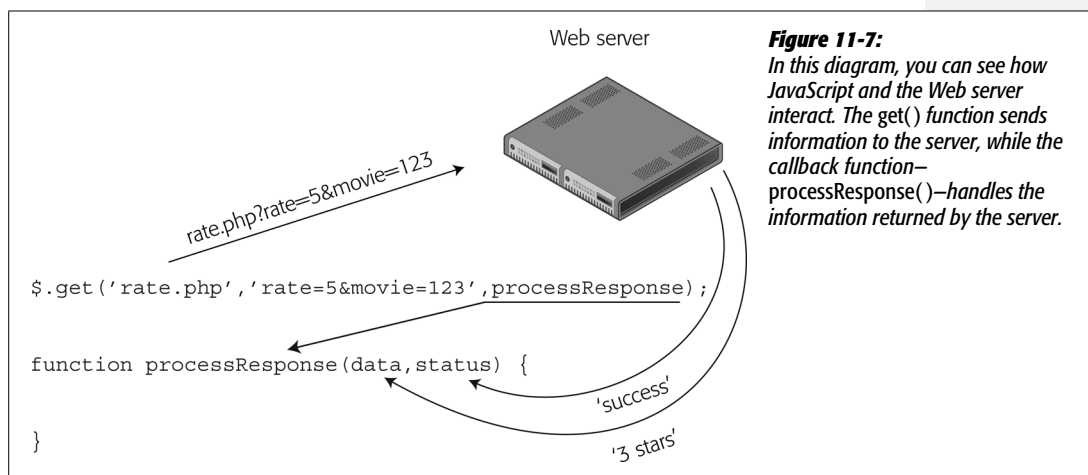 Web server
rate.php?rate=5&movie=123
$.get('rate.php','rate=5&movie=123',processResponse);
function processResponse(data,status) {
'success'
'3 stars'
}
Figure 11-7:
In this diagram, you can see how
JavaScript and the Web server
interact. The get() function sends
information to the server, while the
callback function—
processResponse()—handles the
information returned by the server.